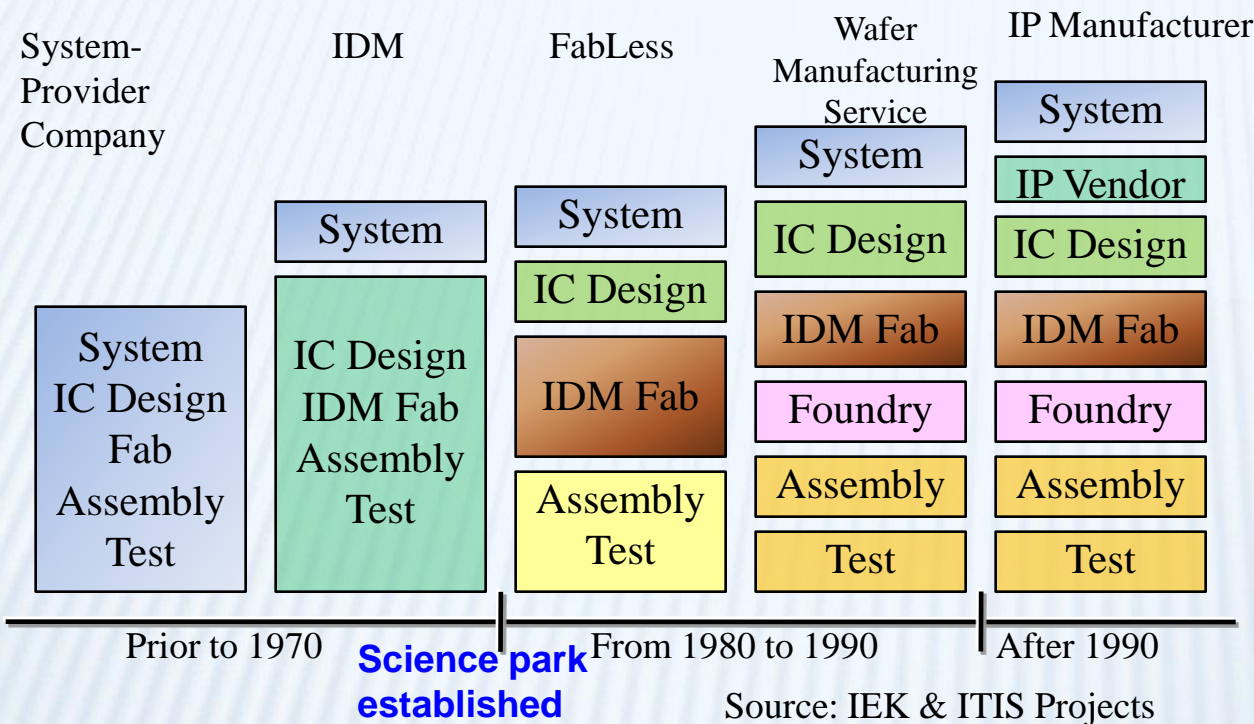 System-
Provider
Company
IDM
FabLess
Wafer
Manufacturing
Service
IP Manufacturer
System
IC Design
Fab
Assembly
Test
System
IC Design
IDM Fab
Assembly
Test
System
IC Design
IDM Fab
Assembly
Test
System
IC Design
IDM Fab
Foundry
Assembly
Test
System
IP Vendor
IC Design
IDM Fab
Foundry
Assembly
Test
Prior to 1970
Science park
established
From 1980 to 1990
After 1990
Source: IEK & ITIS Projects